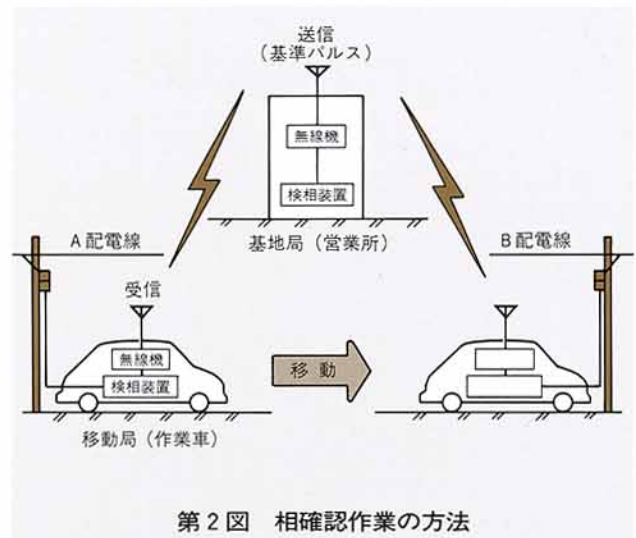 送信
(基準パルス)
無線機
検相装置
基地局(営業所)
A配電線
B配電線
受信
無線機
検相装置
移動
移動局(作業車)
第2図 相確認作業の方法